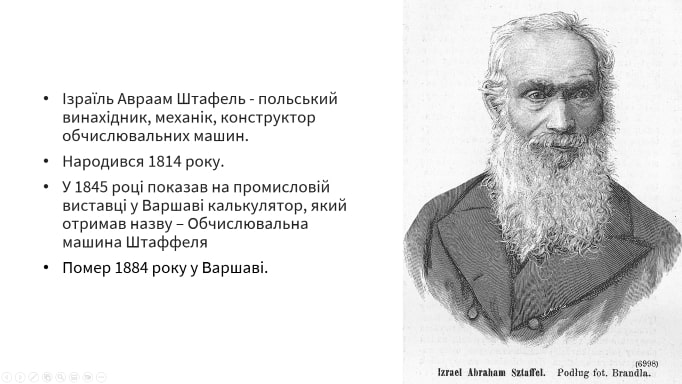 • Ізраїль Авраам Штафель - польський
винахідник, механік, конструктор
обчислювальних машин.
• Народився 1814 року.
• У 1845 році показав на промисловій
виставці у Варшаві калькулятор, який
отримав назву – Обчислювальна
машина Штаффеля
• Помер 1884 року у Варшаві.
(6998)
Izrael Abraham Sztaffel. Podług fot. Brandla.